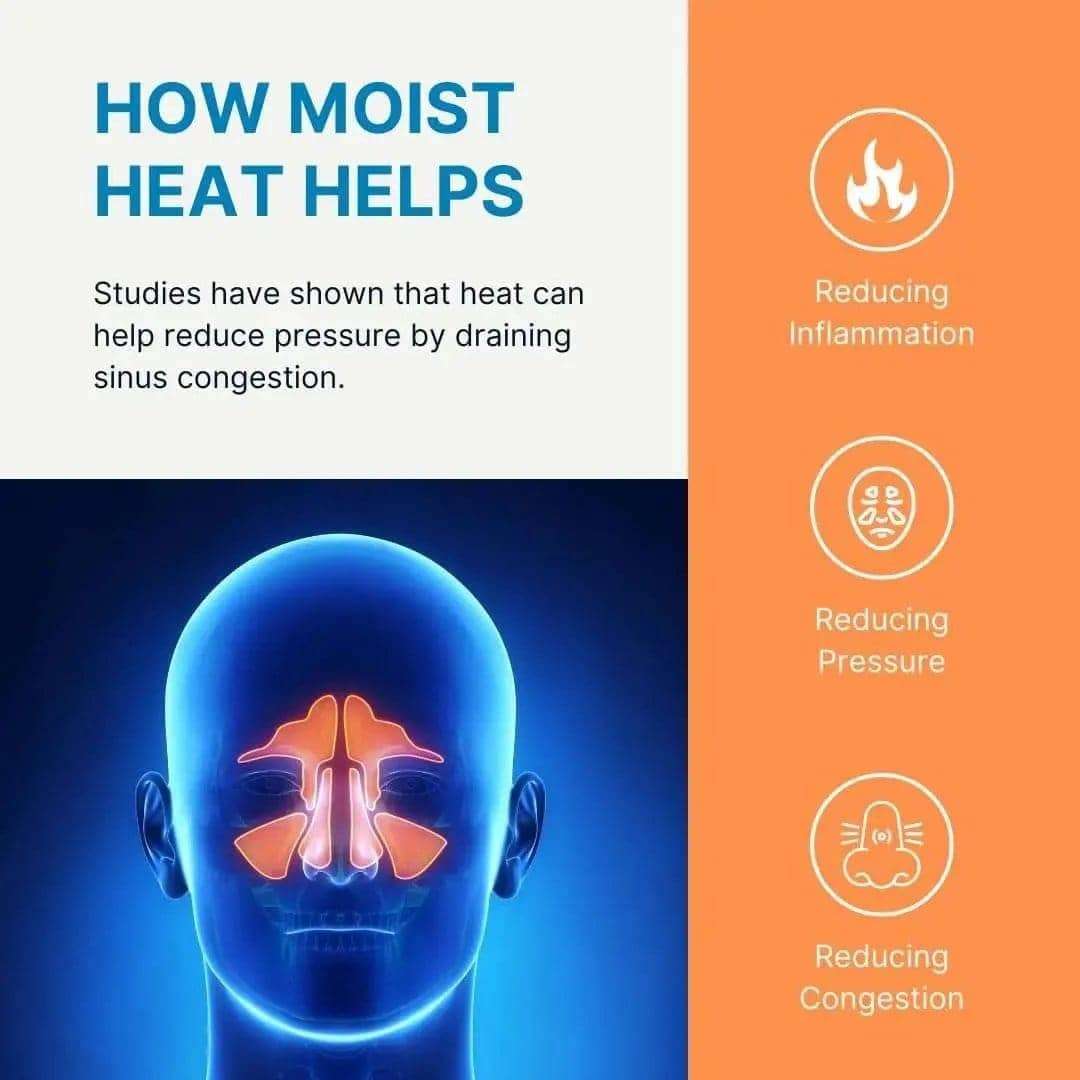 HOW MOIST
HEAT HELPS
Studies have shown that heat can
help reduce pressure by draining
sinus congestion.
Reducing
Inflammation
Reducing
Pressure
Reducing
Congestion